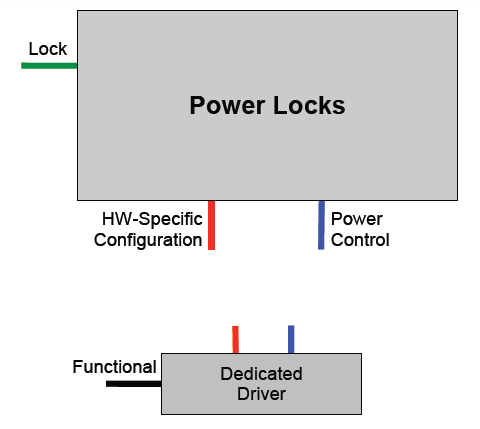 Lock
Power Locks
HW-Specific
Configuration
Power
Control
Functional
Dedicated
Driver